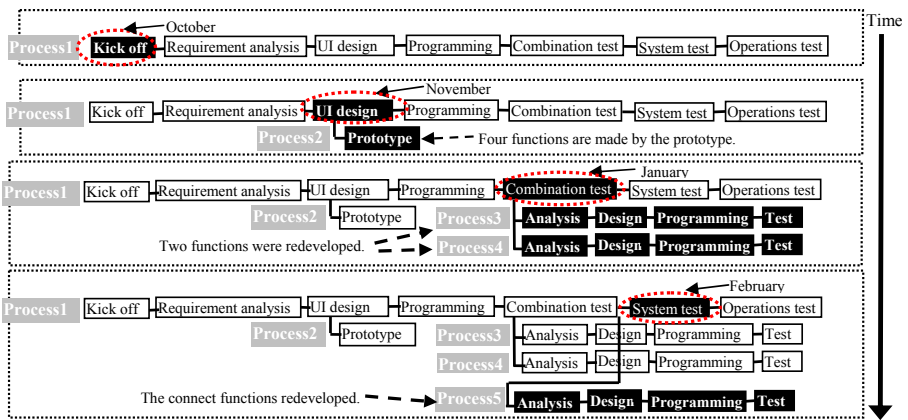 October
Time
Process1 Kick off Requirement analysis UI design Programming Combination test System test Operations test
November
Process1 Kick off Requirement analysis UI design Programming Combination test System test Operations test
Process2 Prototype Four functions are made by the prototype.
January
Process1 Kick off Requirement analysis UI design Programming Combination test System test Operations test
Process2 Prototype Process3 Analysis Design Programming Test
Two functions were redeveloped. Process4 Analysis Design Programming Test
February
Process1 Kick off Requirement analysis UI design Programming Combination test System test Operations test
Process2 Prototype Process3 Analysis Design Programming Test
Process4 Analysis Design Programming Test
The connect functions redeveloped. Process5 Analysis Design Programming Test